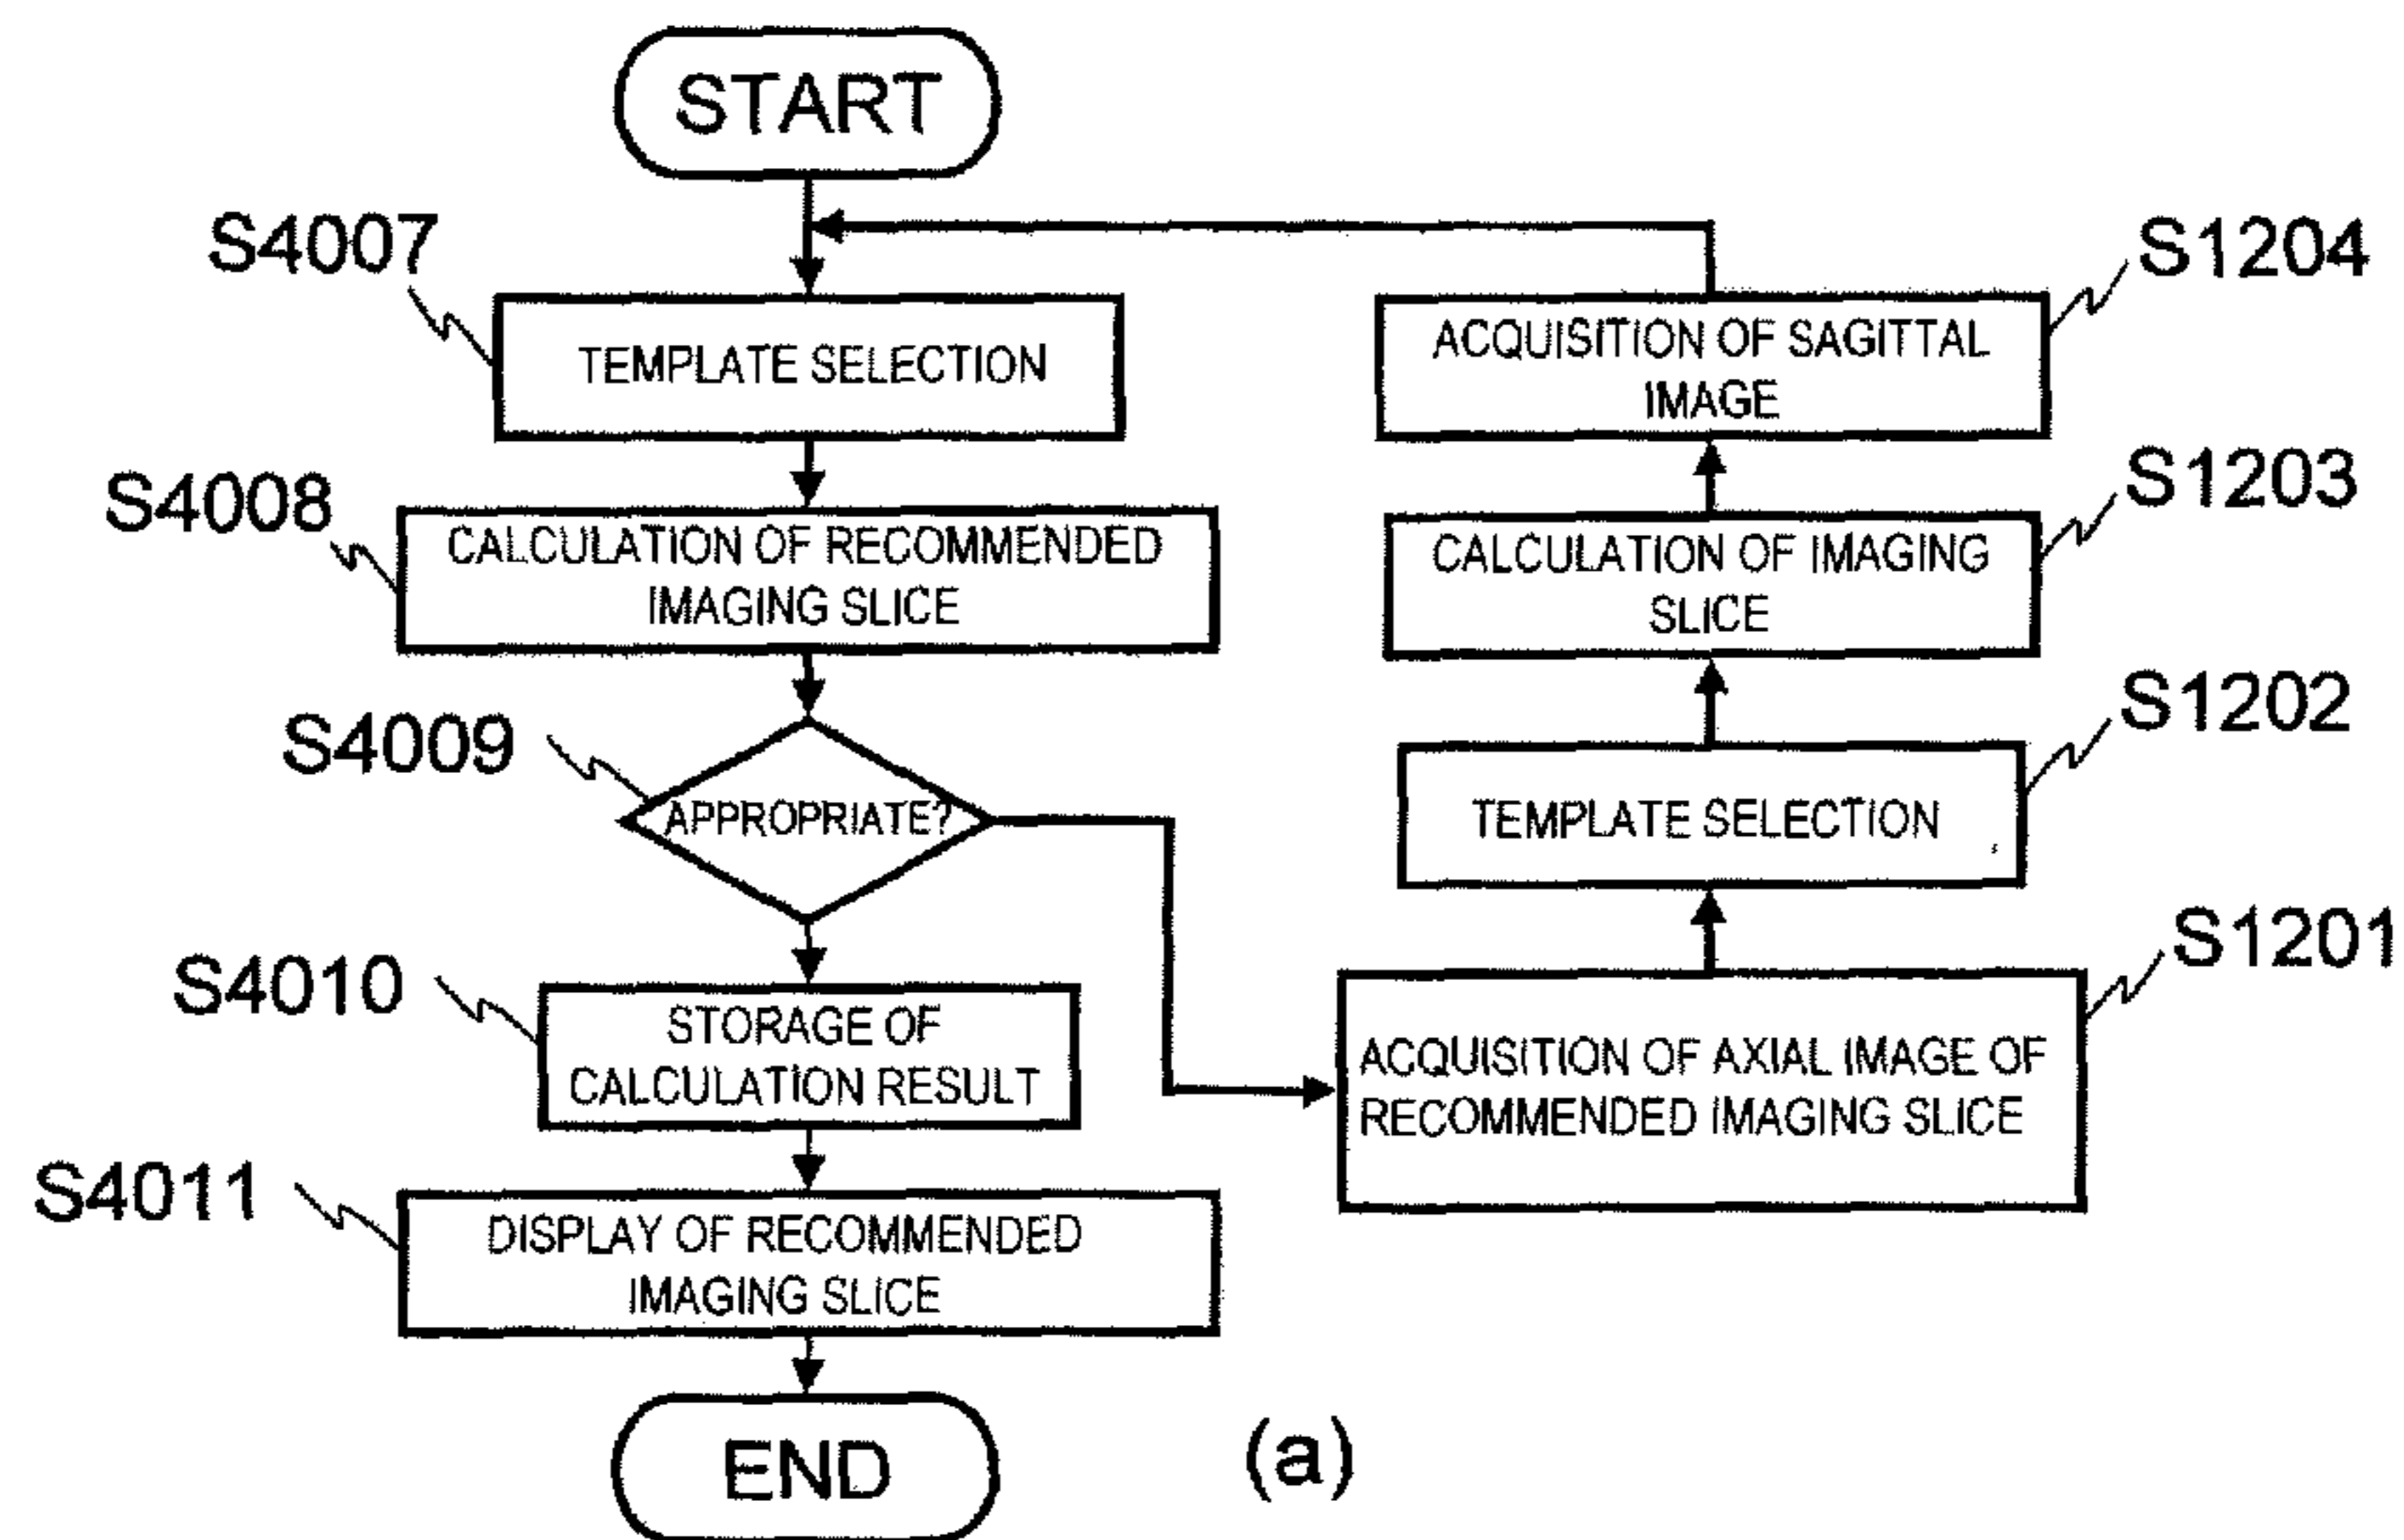 START
S4007
TEMPLATE SELECTION
S4008
CALCULATION OF RECOMMENDED
IMAGING SLICE
S4009
APPROPRIATE?
S4010
STORAGE OF
CALCULATION RESULT
S4011
DISPLAY OF RECOMMENDED
IMAGING SLICE
END
S1204
ACQUISITION OF SAGITTAL
IMAGE
S1203
CALCULATION OF IMAGING
SLICE
S1202
TEMPLATE SELECTION
S1201
ACQUISITION OF AXIAL IMAGE OF
RECOMMENDED IMAGING SLICE
(a)